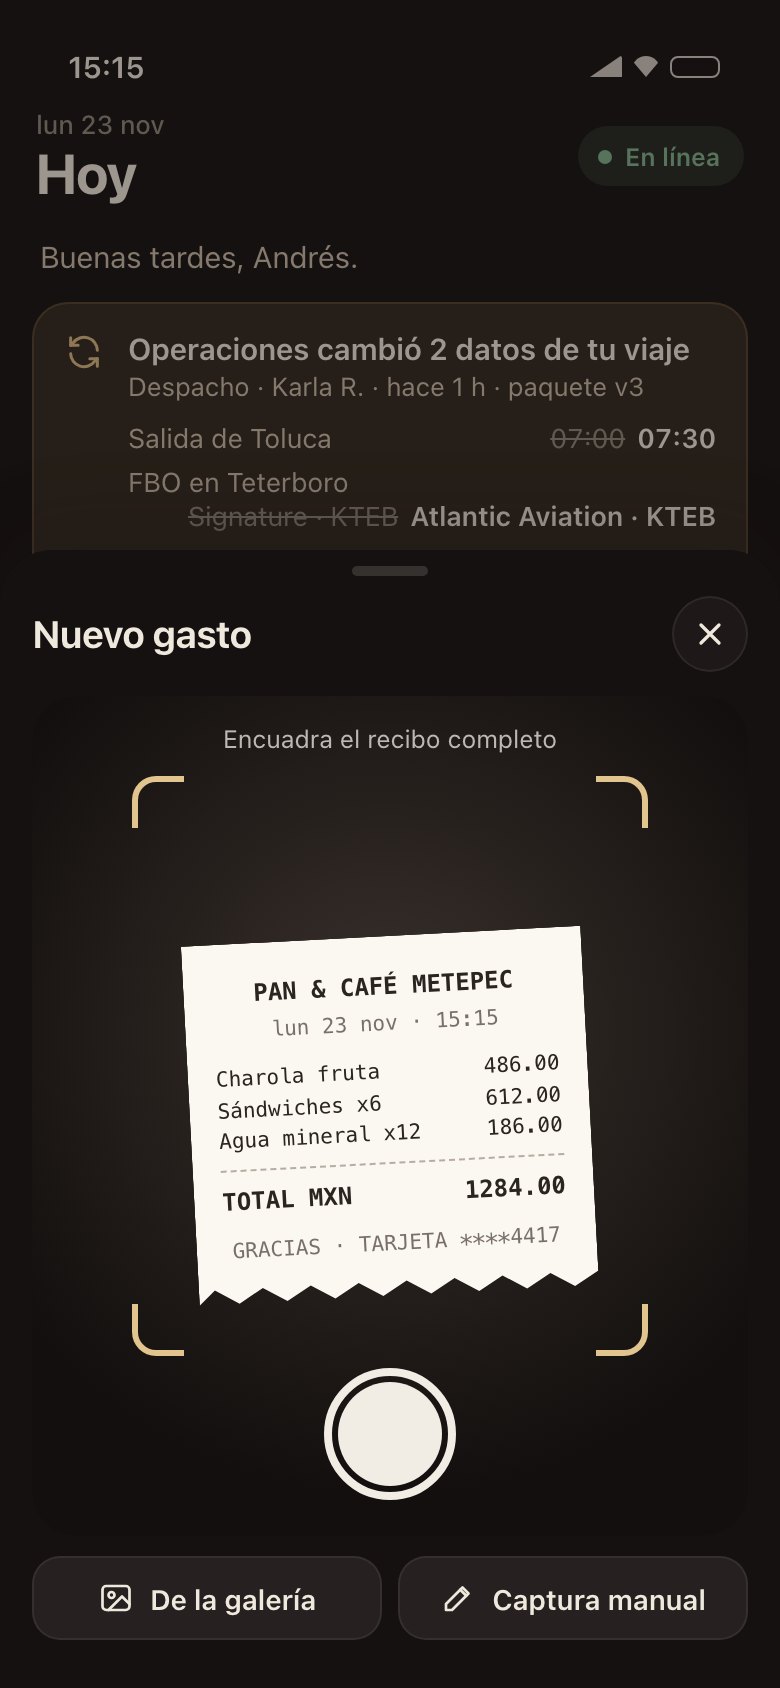 15:15
lun 23 nov
Hoy
En línea
Buenas tardes, Andrés.
Operaciones cambió 2 datos de tu viaje
Despacho · Karla R. · hace 1 h · paquete v3
Salida de Toluca 07:00 07:30
FBO en Teterboro
Signature · KTEB Atlantic Aviation · KTEB
Nuevo gasto
Encuadra el recibo completo
PAN & CAFÉ METEPEC
lun 23 nov · 15:15
Charola fruta 486.00
Sándwiches x6 612.00
Agua mineral x12 186.00
TOTAL MXN 1284.00
GRACIAS · TARJETA ****4417
De la galería
Captura manual